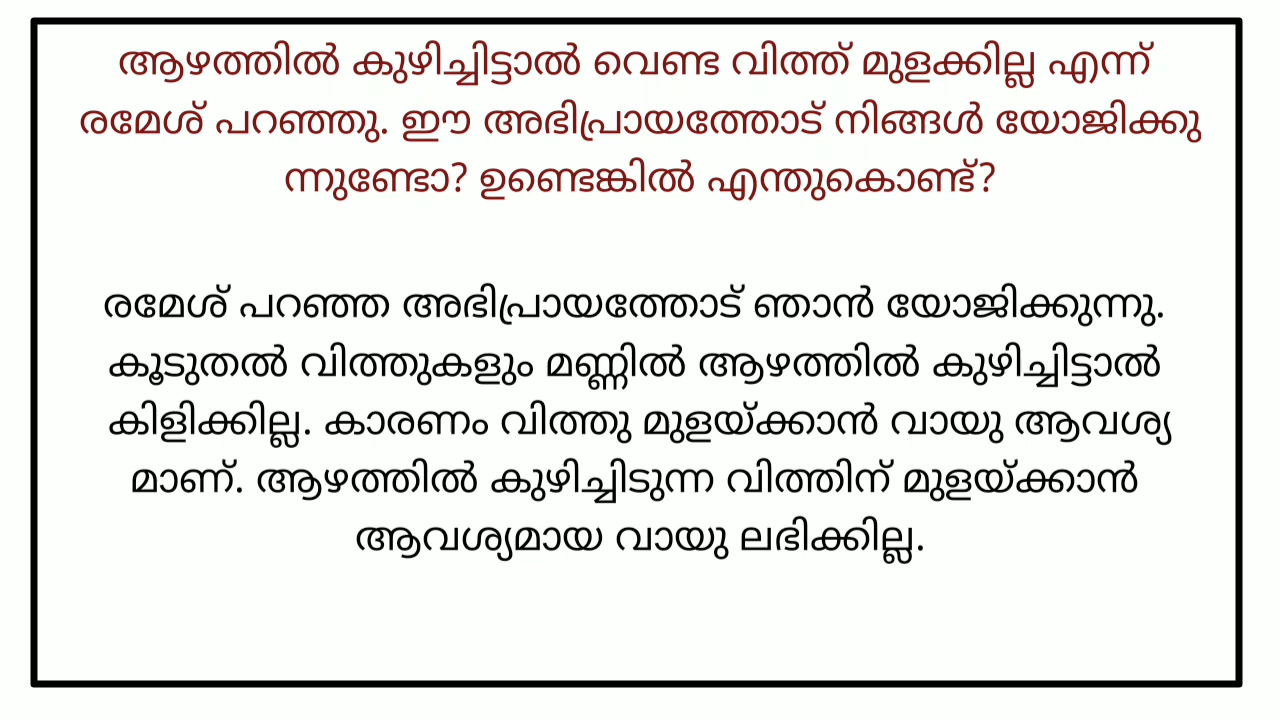 ആഴത്തിൽ കുഴിച്ചിട്ടാൽ വെണ്ട വിത്ത് മുളക്കില്ല എന്ന്
രമേശ് പറഞ്ഞു. ഈ അഭിപ്രായത്തോട് നിങ്ങൾ യോജിക്കു
ന്നുണ്ടോ? ഉണ്ടെങ്കിൽ എന്തുകൊണ്ട്?
രമേശ് പറഞ്ഞ അഭിപ്രായത്തോട് ഞാൻ യോജിക്കുന്നു.
കൂടുതൽ വിത്തുകളും മണ്ണിൽ ആഴത്തിൽ കുഴിച്ചിട്ടാൽ
കിളിക്കില്ല. കാരണം വിത്തു മുളയ്ക്കാൻ വായു ആവശ്യ
മാണ്. ആഴത്തിൽ കുഴിച്ചിടുന്ന വിത്തിന് മുളയ്ക്കാൻ
ആവശ്യമായ വായു ലഭിക്കില്ല.